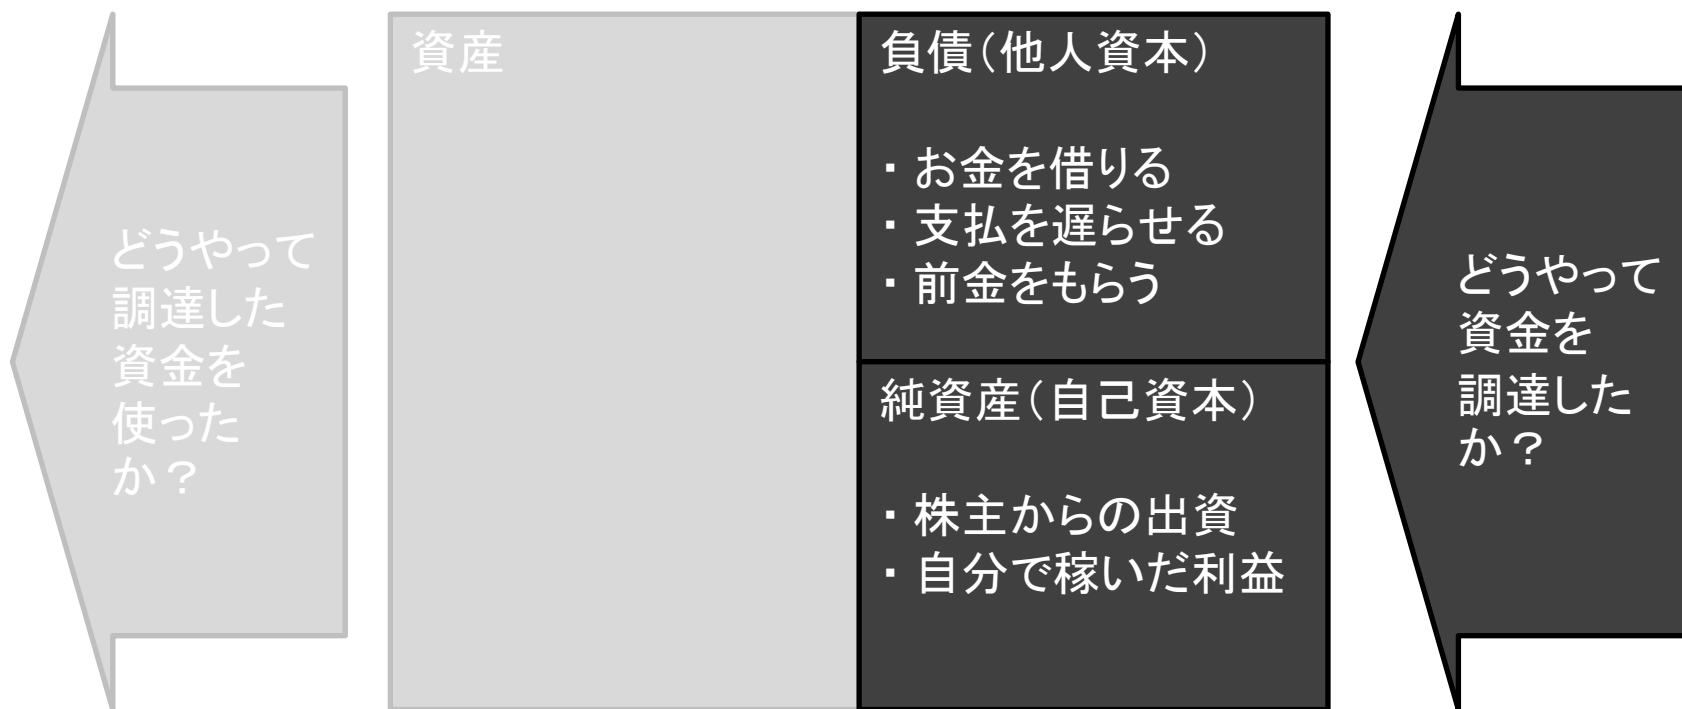 どうやって
調達した
資金を
使った
か？
資産
負債（他人資本）
・お金を借りる
・支払を遅らせる
・前金をもらう
純資産（自己資本）
・株主からの出資
・自分で稼いだ利益
どうやって
資金を
調達した
か？